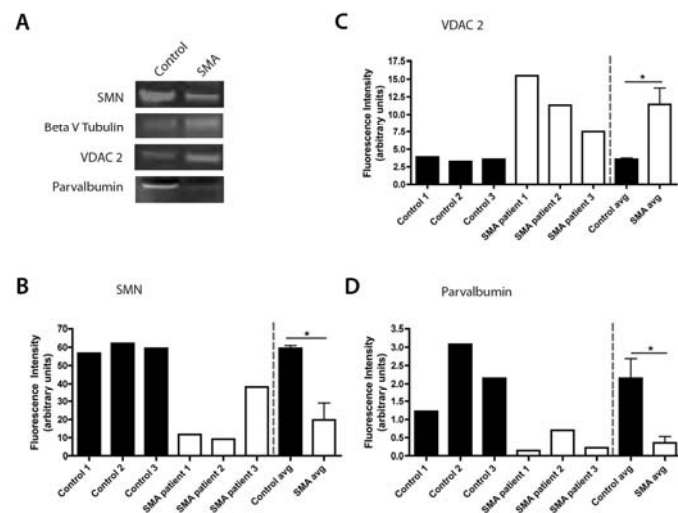 A
Control
SMA
SMN
Beta V Tubulin
VDAC 2
Parvalbumin
C
VDAC 2
Fluorescence Intensity
(arbitrary units)
17.5
15.0
12.5
10.0
7.5
5.0
2.5
0.0
*
Control 1
Control 2
Control 3
SMA patient 1
SMA patient 2
SMA patient 3
Control avg
SMA avg
B
SMN
Fluorescence Intensity
(arbitrary units)
70
60
50
40
30
20
10
0
*
Control 1
Control 2
Control 3
SMA patient 1
SMA patient 2
SMA patient 3
Control avg
SMA avg
D
Parvalbumin
Fluorescence Intensity
(arbitrary units)
3.5
3.0
2.5
2.0
1.5
1.0
0.5
0.0
*
Control 1
Control 2
Control 3
SMA patient 1
SMA patient 2
SMA patient 3
Control avg
SMA avg